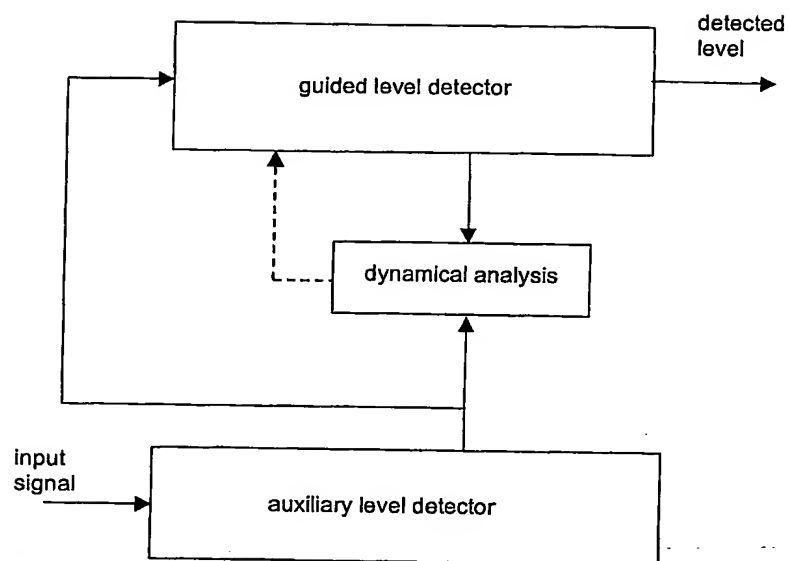 detected
level
guided level detector
dynamical analysis
input
signal
auxiliary level detector